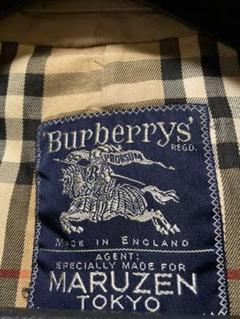 Burberrys'
REGD.
PRORSUM
B
MADE IN ENGLAND
AGENT:
SPECIALLY MADE FOR
MARUZEN
TOKYO